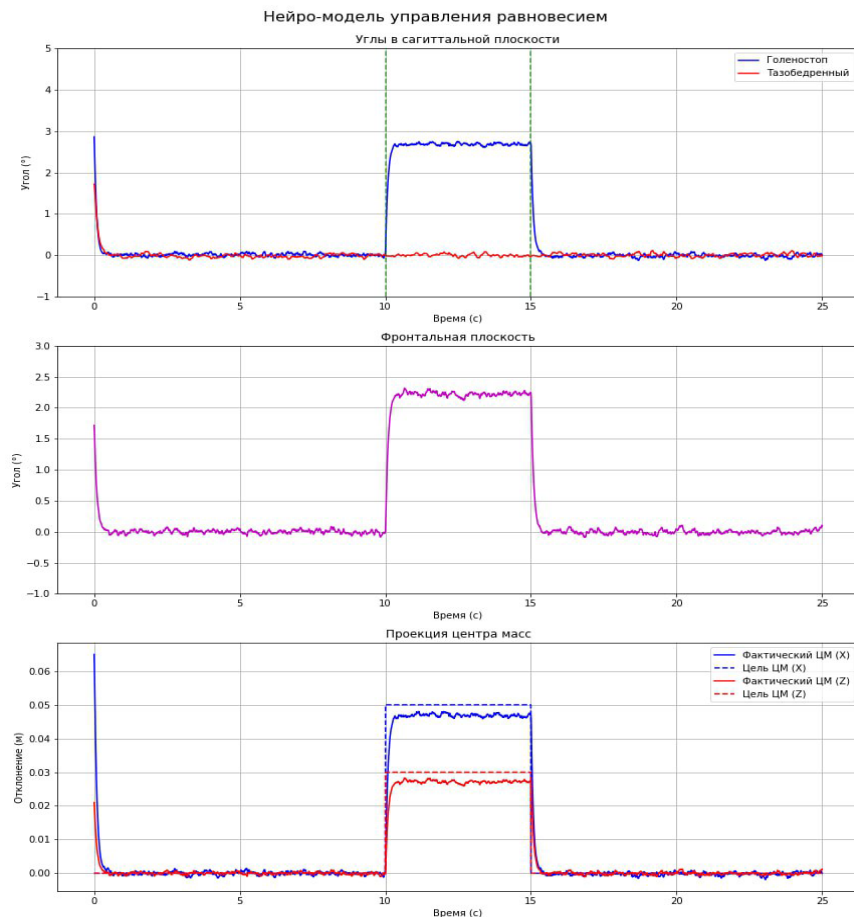 Нейро-модель управления равновесием
Углы в сагиттальной плоскости
5
4
3
2
1
0
−1
Угол (°)
Голеностоп
Тазобедренный
0
5
10
15
20
25
Время (с)
Фронтальная плоскость
3.0
2.5
2.0
1.5
1.0
0.5
0.0
−0.5
−1.0
Угол (°)
0
5
10
15
20
25
Время (с)
Проекция центра масс
0.06
0.05
0.04
0.03
0.02
0.01
0.00
Отклонение (м)
Фактический ЦМ (X)
Цель ЦМ (X)
Фактический ЦМ (Z)
Цель ЦМ (Z)
0
5
10
15
20
25
Время (с)